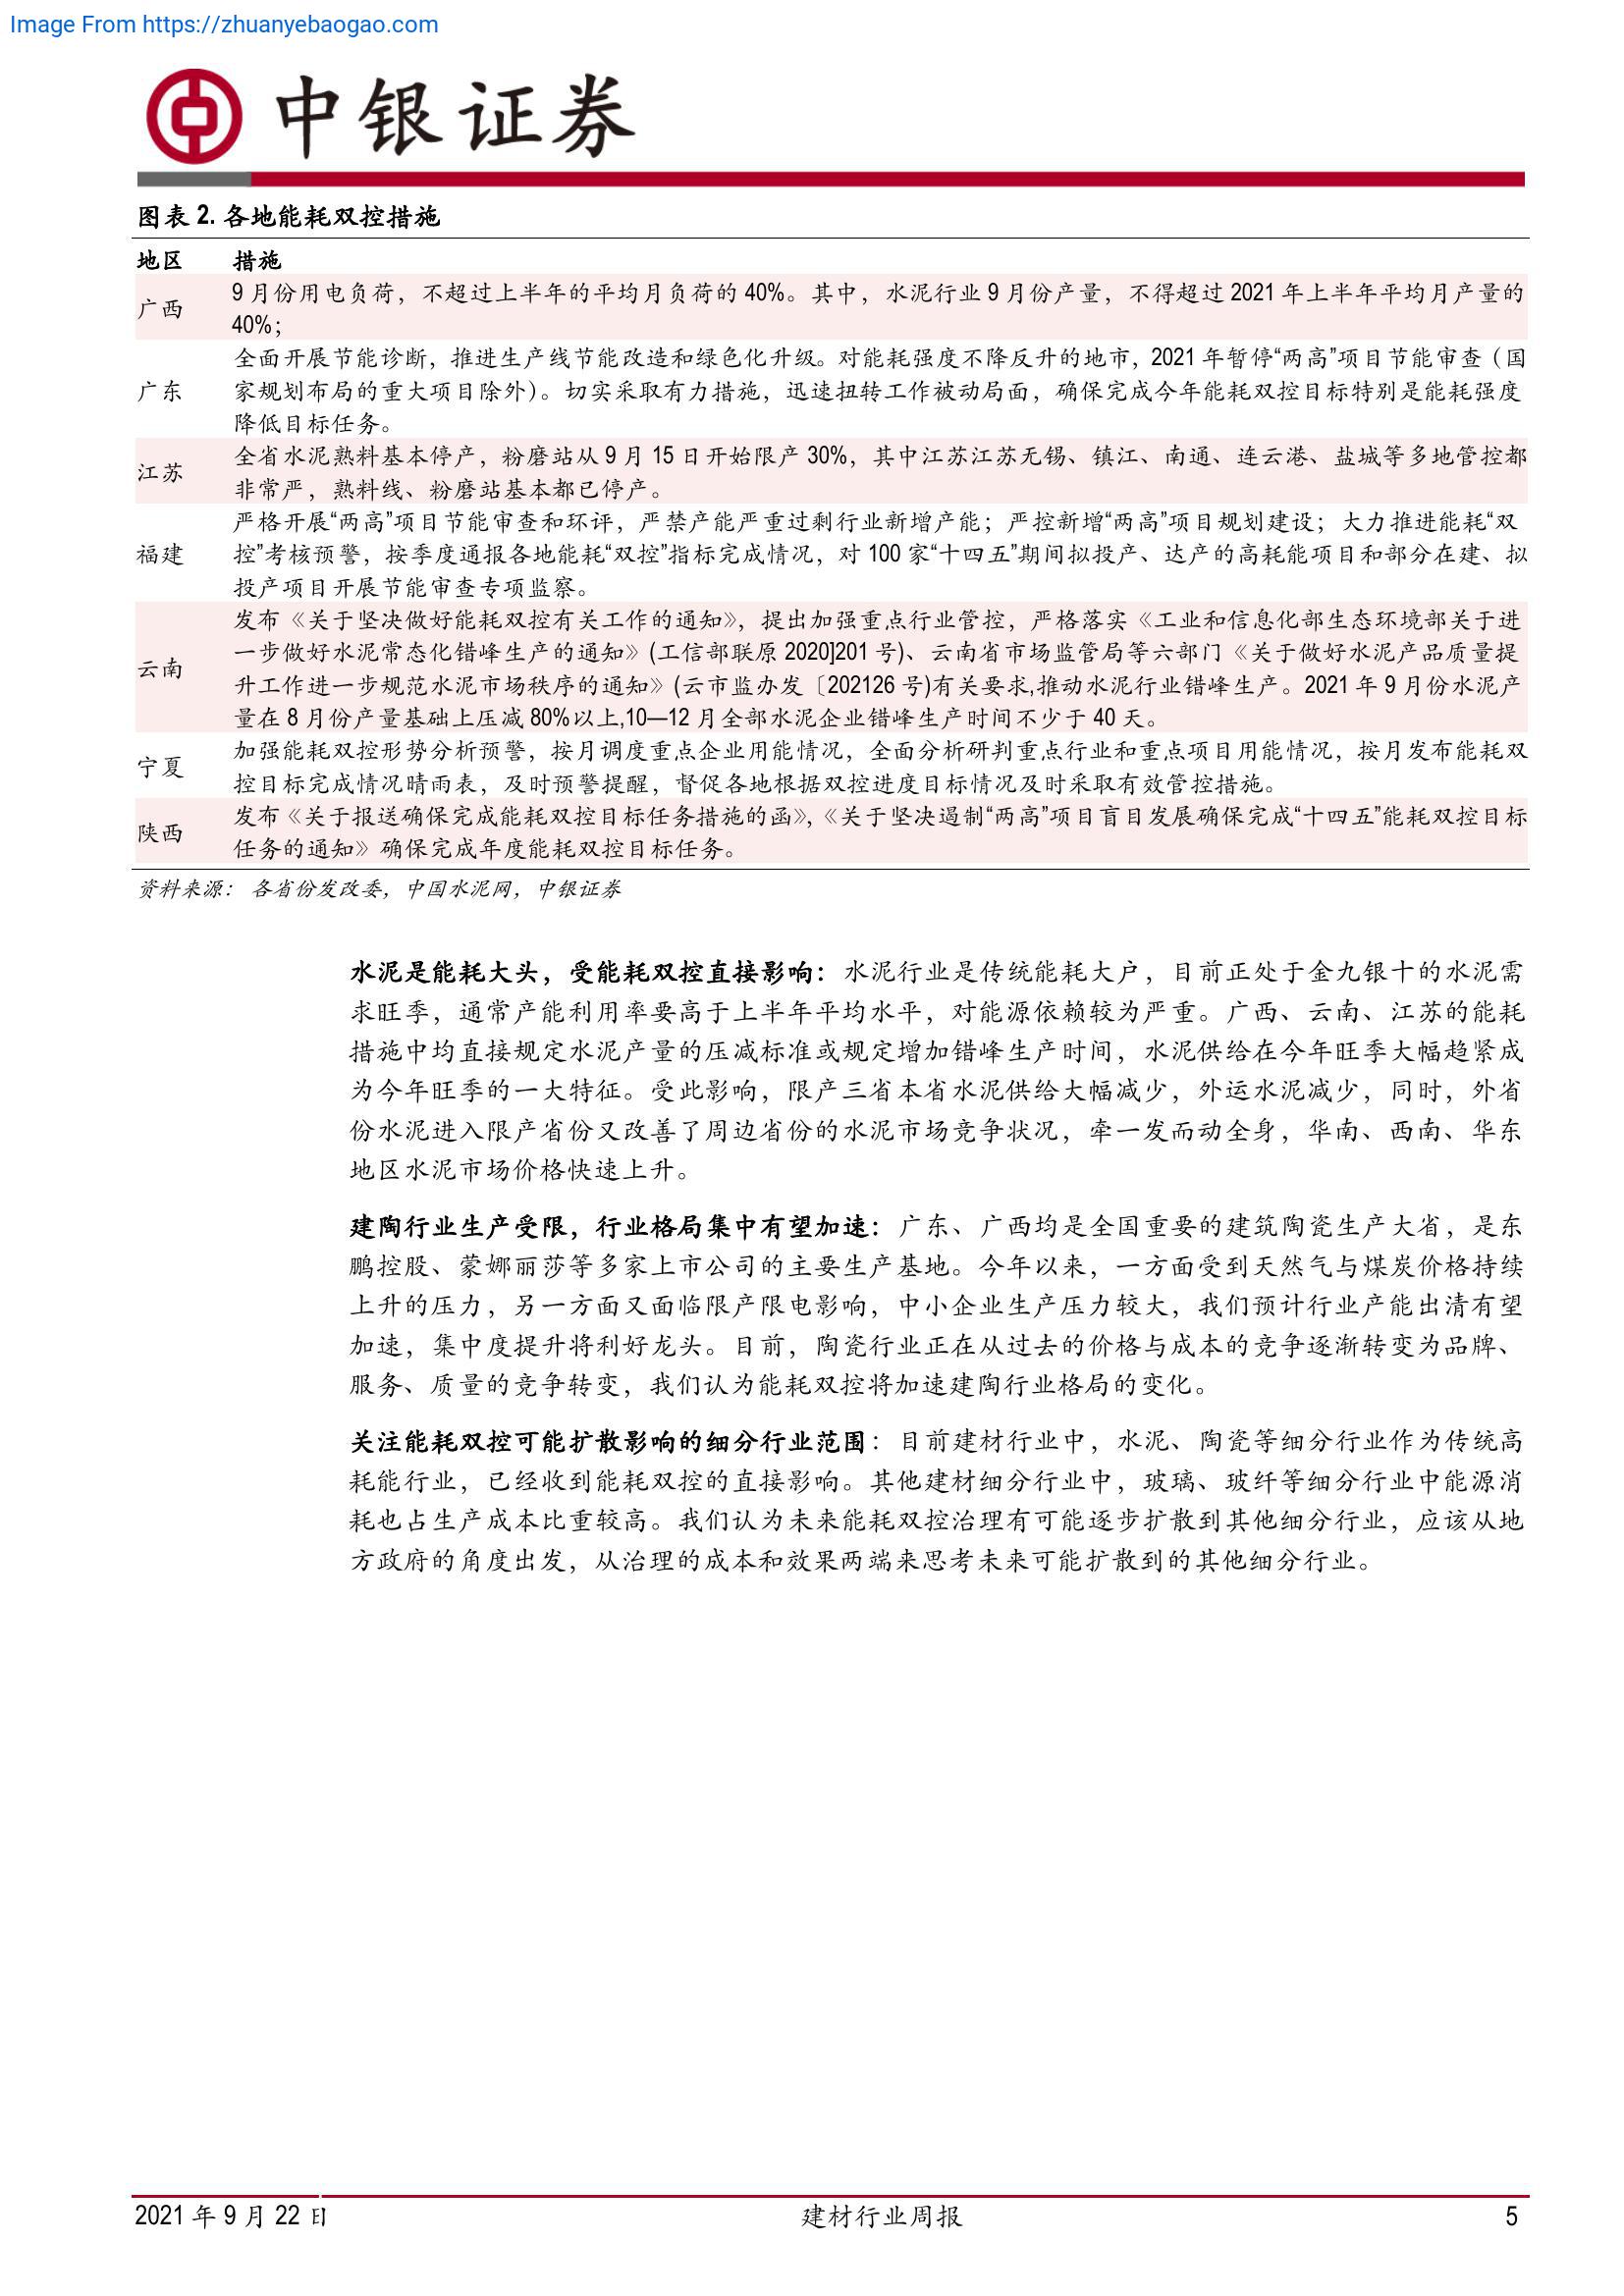 Image From https://zhuanyebaogao.com
中银证券
图表 2. 各地能耗双控措施
地区 措施
广西 9 月份用电负荷，不超过上半年的平均月负荷的 40%。其中，水泥行业 9 月份产量，不得超过 2021 年上半年平均月产量的
40%；
全面开展节能诊断，推进生产线节能改造和绿色化升级。对能耗强度不降反升的地市，2021 年暂停“两高”项目节能审查（国
广东 家规划布局的重大项目除外）。切实采取有力措施，迅速扭转工作被动局面，确保完成今年能耗双控目标特别是能耗强度
降低目标任务。
江苏 全省水泥熟料基本停产，粉磨站从 9 月 15 日开始限产 30%，其中江苏江苏无锡、镇江、南通、连云港、盐城等多地管控都
非常严，熟料线、粉磨站基本都已停产。
严格开展“两高”项目节能审查和环评，严禁产能严重过剩行业新增产能；严控新增“两高”项目规划建设；大力推进能耗“双
福建 控”考核预警，按季度通报各地能耗“双控”指标完成情况，对 100 家“十四五”期间拟投产、达产的高耗能项目和部分在建、拟
投产项目开展节能审查专项监察。
发布《关于坚决做好能耗双控有关工作的通知》，提出加强重点行业管控，严格落实《工业和信息化部生态环境部关于进
一步做好水泥常态化错峰生产的通知》(工信部联原 2020]201 号)、云南省市场监管局等六部门《关于做好水泥产品质量提
云南 升工作进一步规范水泥市场秩序的通知》(云市监办发〔202126 号)有关要求,推动水泥行业错峰生产。2021 年 9 月份水泥产
量在 8 月份产量基础上压减 80%以上,10—12 月全部水泥企业错峰生产时间不少于 40 天。
宁夏 加强能耗双控形势分析预警，按月调度重点企业用能情况，全面分析研判重点行业和重点项目用能情况，按月发布能耗双
控目标完成情况晴雨表，及时预警提醒，督促各地根据双控进度目标情况及时采取有效管控措施。
陕西 发布《关于报送确保完成能耗双控目标任务措施的函》，《关于坚决遏制“两高”项目盲目发展确保完成“十四五”能耗双控目标
任务的通知》确保完成年度能耗双控目标任务。
资料来源： 各省份发改委，中国水泥网，中银证券
水泥是能耗大头，受能耗双控直接影响：水泥行业是传统能耗大户，目前正处于金九银十的水泥需
求旺季，通常产能利用率要高于上半年平均水平，对能源依赖较为严重。广西、云南、江苏的能耗
措施中均直接规定水泥产量的压减标准或规定增加错峰生产时间，水泥供给在今年旺季大幅趋紧成
为今年旺季的一大特征。受此影响，限产三省本省水泥供给大幅减少，外运水泥减少，同时，外省
份水泥进入限产省份又改善了周边省份的水泥市场竞争状况，牵一发而动全身，华南、西南、华东
地区水泥市场价格快速上升。
建陶行业生产受限，行业格局集中有望加速：广东、广西均是全国重要的建筑陶瓷生产大省，是东
鹏控股、蒙娜丽莎等多家上市公司的主要生产基地。今年以来，一方面受到天然气与煤炭价格持续
上升的压力，另一方面又面临限产限电影响，中小企业生产压力较大，我们预计行业产能出清有望
加速，集中度提升将利好龙头。目前，陶瓷行业正在从过去的价格与成本的竞争逐渐转变为品牌、
服务、质量的竞争转变，我们认为能耗双控将加速建陶行业格局的变化。
关注能耗双控可能扩散影响的细分行业范围：目前建材行业中，水泥、陶瓷等细分行业作为传统高
耗能行业，已经收到能耗双控的直接影响。其他建材细分行业中，玻璃、玻纤等细分行业中能源消
耗也占生产成本比重较高。我们认为未来能耗双控治理有可能逐步扩散到其他细分行业，应该从地
方政府的角度出发，从治理的成本和效果两端来思考未来可能扩散到的其他细分行业。
2021 年 9 月 22 日 建材行业周报 5